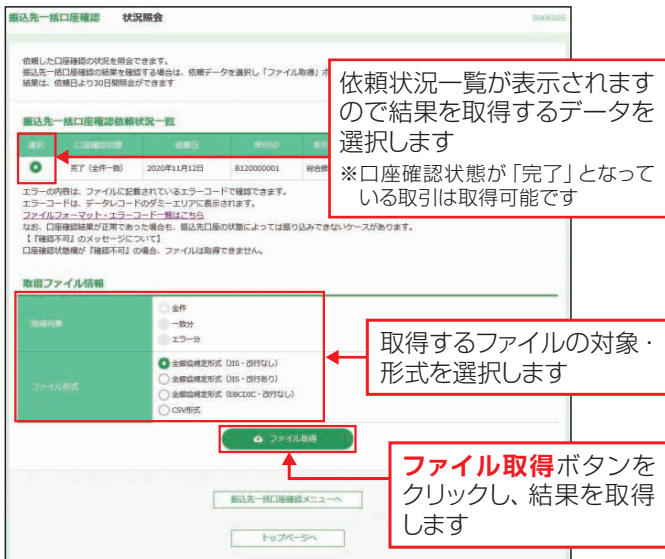 振込先一括口座確認 状況照会
依頼した口座確認の状況を照会できます。
振込先一括口座確認の結果を確認する場合は、依頼データを選択し「ファイル取得」ボ
結果は、依頼日より30日間照会ができます
依頼状況一覧が表示されます
ので結果を取得するデータを
選択します
※口座確認状態が「完了」となって
いる取引は取得可能です
振込先一括口座確認依頼状況一覧
選択 口座確認状態 依頼日 受付ID 取引
完了（全件一致） 2020年11月12日 B120000001 総合振
エラーの内容は、ファイルに記載されているエラーコードで確認できます。
エラーコードは、データレコードのダミーエリアに表示されます。
ファイルフォーマット・エラーコード一覧はこちら
なお、口座確認結果が正常であった場合も、振込先口座の状態によっては振り込みできないケースがあります。
【『確認不可』のメッセージについて】
口座確認状態欄が『確認不可』の場合、ファイルは取得できません。
取得ファイル情報
取得対象
全件
一致分
エラー分
ファイル形式
全銀協規定形式（JIS・改行なし）
全銀協規定形式（JIS・改行あり）
全銀協規定形式（EBCDIC・改行なし）
CSV形式
取得するファイルの対象・
形式を選択します
ファイル取得
ファイル取得ボタンを
クリックし、結果を取得
します
振込先一括口座確認メニューへ
トップページへ